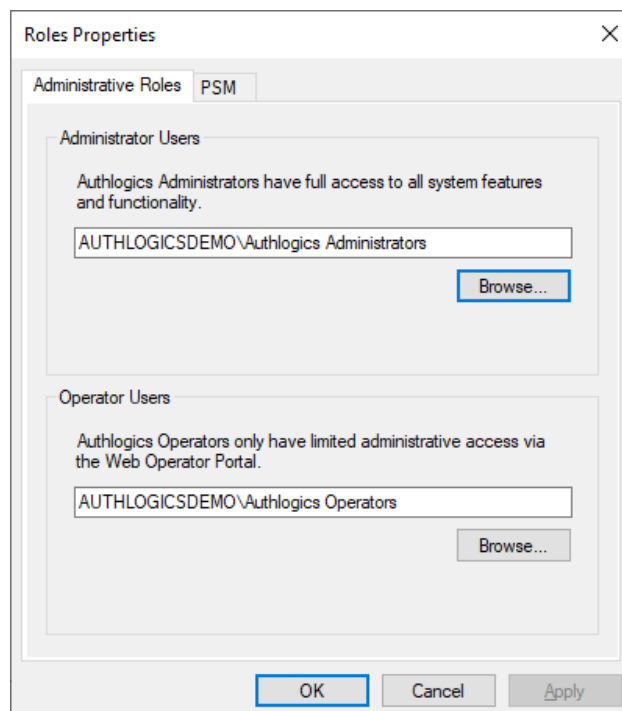 Roles Properties
Administrative Roles
PSM
Administrator Users
Authlogics Administrators have full access to all system features
and functionality.
AUTHLOGICSDEMO\Authlogics Administrators
Browse...
Operator Users
Authlogics Operators only have limited administrative access via
the Web Operator Portal.
AUTHLOGICSDEMO\Authlogics Operators
Browse...
OK
Cancel
Apply